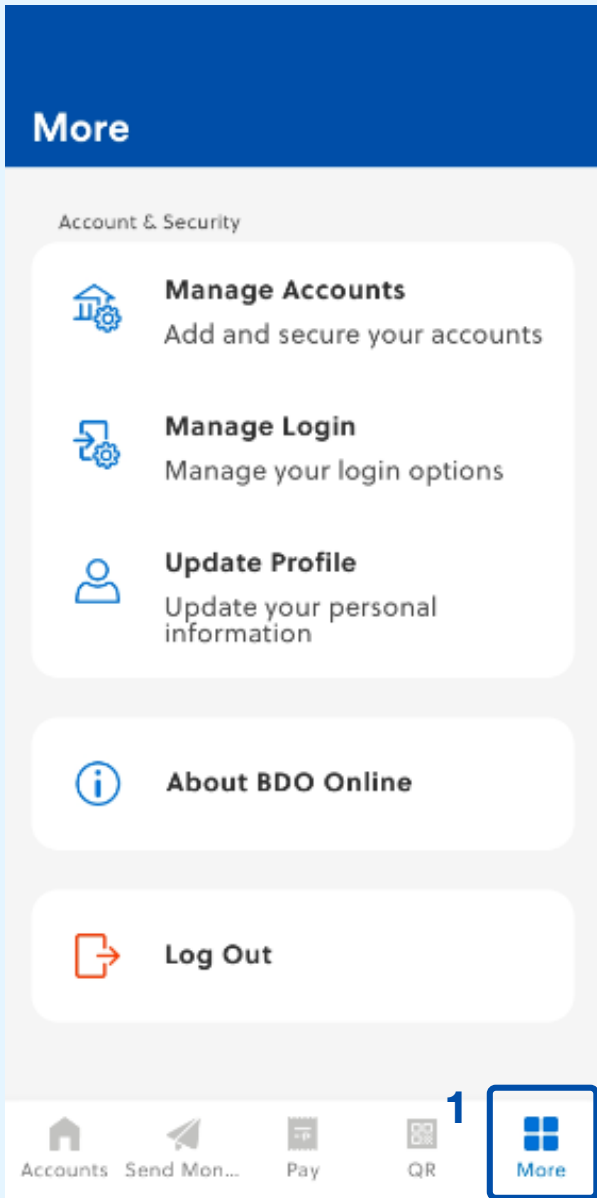 More
Account & Security
Manage Accounts
Add and secure your accounts
Manage Login
Manage your login options
Update Profile
Update your personal
information
About BDO Online
Log Out
1
Accounts Send Mon... Pay QR More